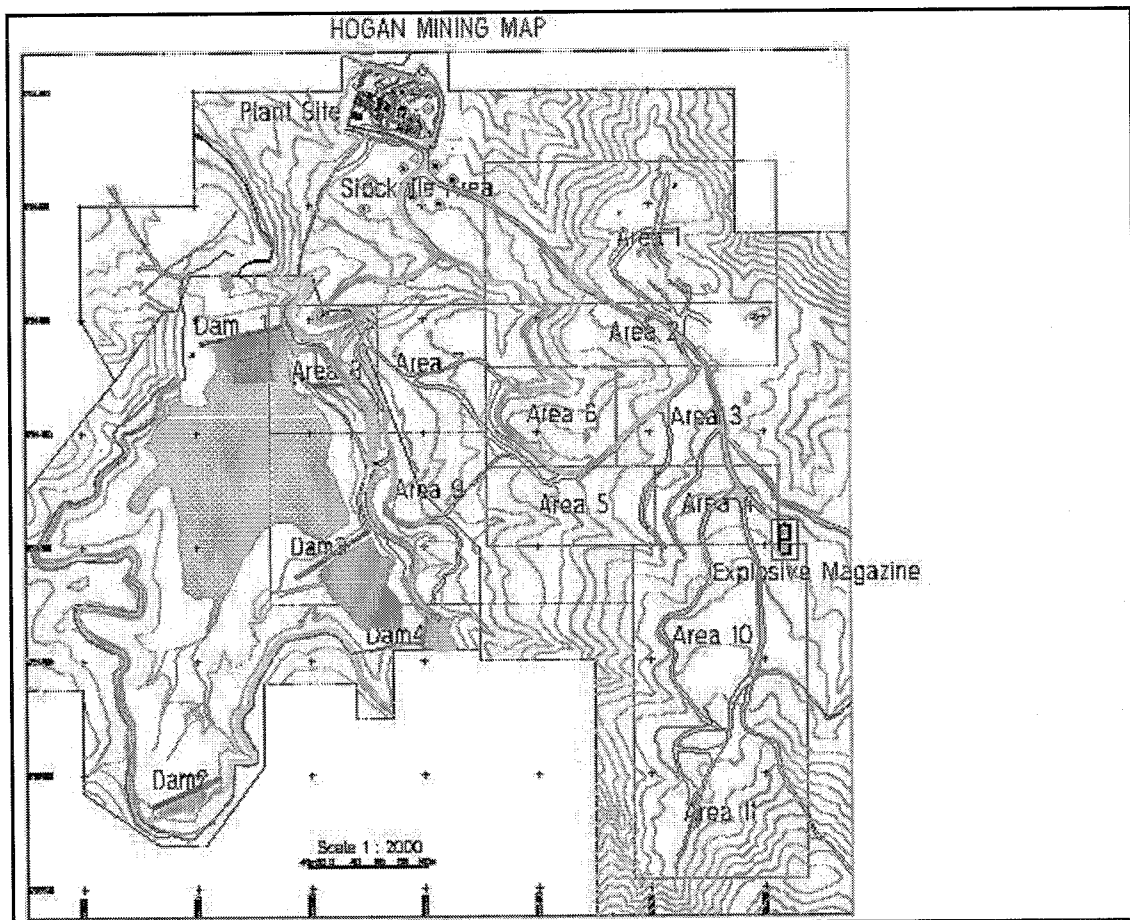 HOGAN MINING MAP
Plant Site
Stockpile Area
Area 1
Dam 1
Area 2
Area 8
Area 7
Area 6
Area 3
Area 9
Area 5
Area 4
Dam3
Explosive Magazine
Dam4
Area 10
Dam2
Area 11
Scale 1 : 2000